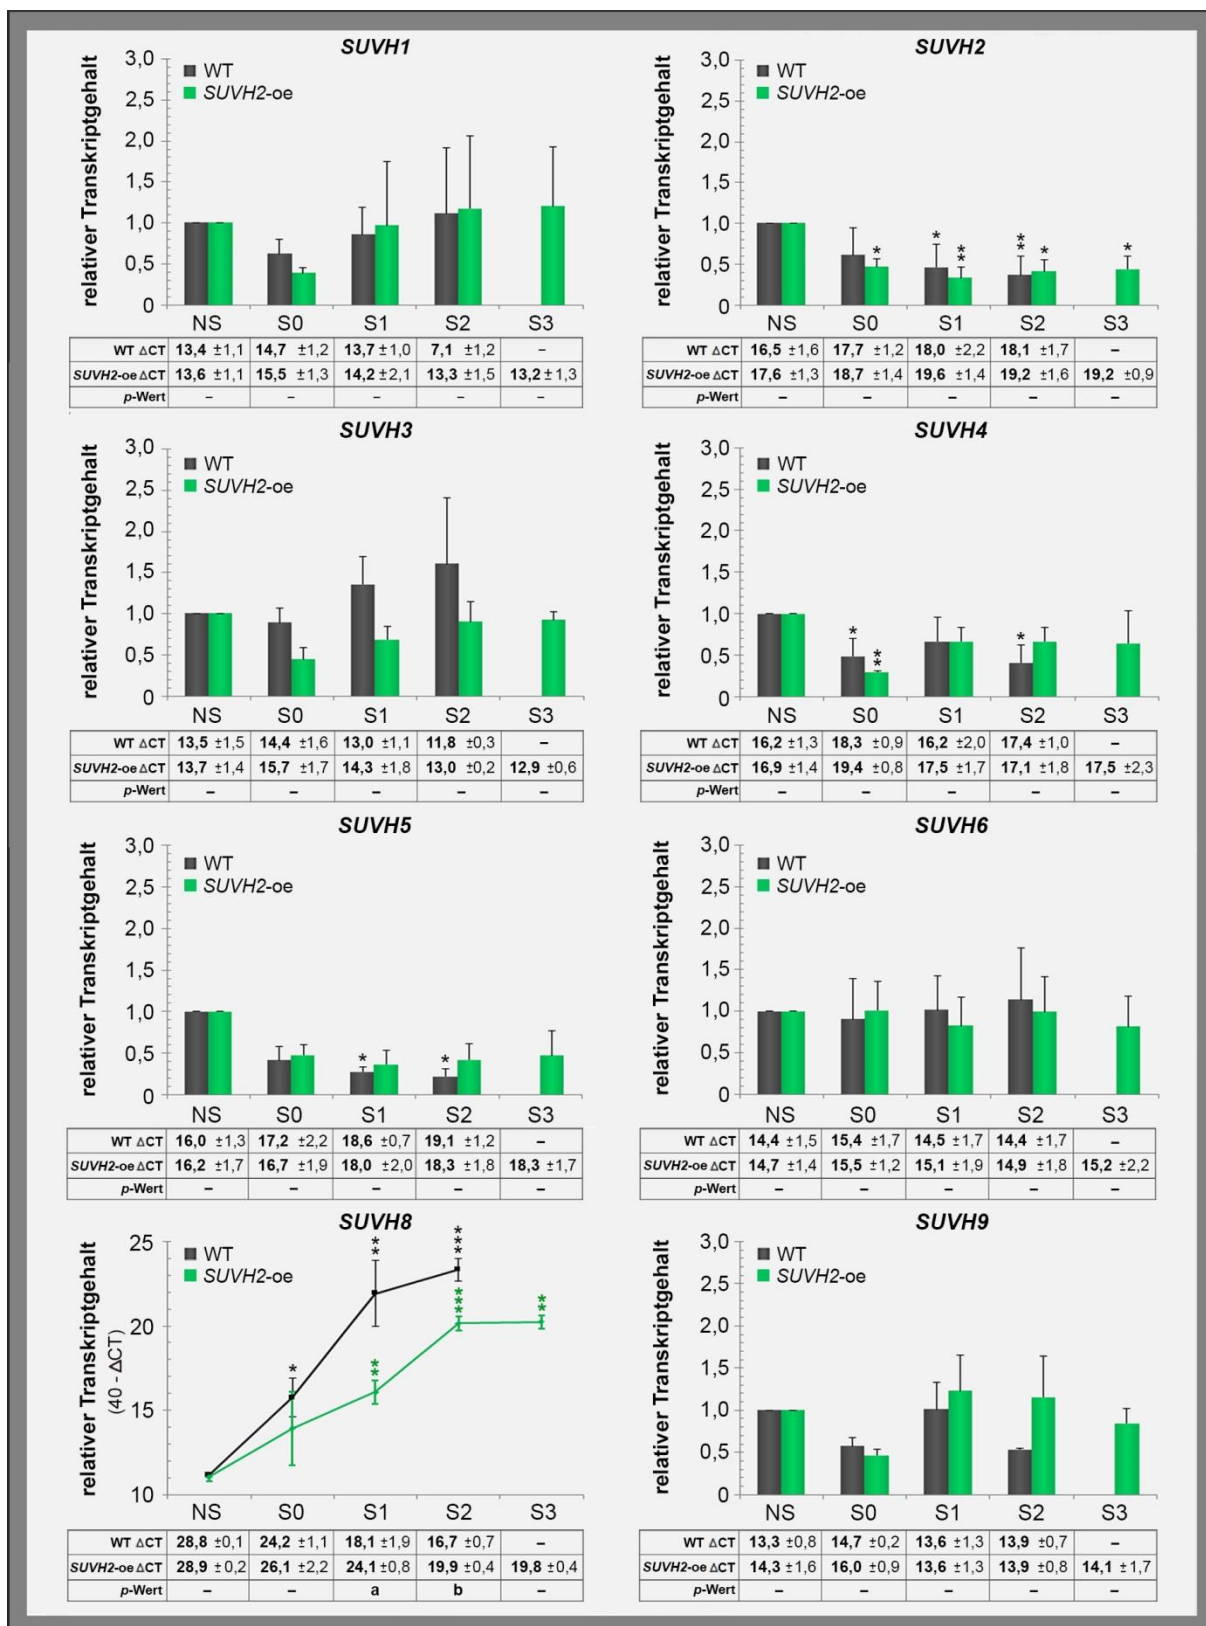 SUVH1
relativer Transkriptgehalt
3,0
2,5
2,0
1,5
1,0
0,5
0
WT
SUVH2-oe
NS S0 S1 S2 S3
WT ΔCT 13,4 ±1,1 14,7 ±1,2 13,7 ±1,0 7,1 ±1,2 –
SUVH2-oe ΔCT 13,6 ±1,1 15,5 ±1,3 14,2 ±2,1 13,3 ±1,5 13,2 ±1,3
p-Wert – – – – –
SUVH2
relativer Transkriptgehalt
3,0
2,5
2,0
1,5
1,0
0,5
0
WT
SUVH2-oe
* * ** ** * *
NS S0 S1 S2 S3
WT ΔCT 16,5 ±1,6 17,7 ±1,2 18,0 ±2,2 18,1 ±1,7 –
SUVH2-oe ΔCT 17,6 ±1,3 18,7 ±1,4 19,6 ±1,4 19,2 ±1,6 19,2 ±0,9
p-Wert – – – – –
SUVH3
relativer Transkriptgehalt
3,0
2,5
2,0
1,5
1,0
0,5
0
WT
SUVH2-oe
NS S0 S1 S2 S3
WT ΔCT 13,5 ±1,5 14,4 ±1,6 13,0 ±1,1 11,8 ±0,3 –
SUVH2-oe ΔCT 13,7 ±1,4 15,7 ±1,7 14,3 ±1,8 13,0 ±0,2 12,9 ±0,6
p-Wert – – – – –
SUVH4
relativer Transkriptgehalt
3,0
2,5
2,0
1,5
1,0
0,5
0
WT
SUVH2-oe
* ** *
NS S0 S1 S2 S3
WT ΔCT 16,2 ±1,3 18,3 ±0,9 16,2 ±2,0 17,4 ±1,0 –
SUVH2-oe ΔCT 16,9 ±1,4 19,4 ±0,8 17,5 ±1,7 17,1 ±1,8 17,5 ±2,3
p-Wert – – – – –
SUVH5
relativer Transkriptgehalt
3,0
2,5
2,0
1,5
1,0
0,5
0
WT
SUVH2-oe
* *
NS S0 S1 S2 S3
WT ΔCT 16,0 ±1,3 17,2 ±2,2 18,6 ±0,7 19,1 ±1,2 –
SUVH2-oe ΔCT 16,2 ±1,7 16,7 ±1,9 18,0 ±2,0 18,3 ±1,8 18,3 ±1,7
p-Wert – – – – –
SUVH6
relativer Transkriptgehalt
3,0
2,5
2,0
1,5
1,0
0,5
0
WT
SUVH2-oe
NS S0 S1 S2 S3
WT ΔCT 14,4 ±1,5 15,4 ±1,7 14,5 ±1,7 14,4 ±1,7 –
SUVH2-oe ΔCT 14,7 ±1,4 15,5 ±1,2 15,1 ±1,9 14,9 ±1,8 15,2 ±2,2
p-Wert – – – – –
SUVH8
relativer Transkriptgehalt
(40 - ΔCT)
25
20
15
10
WT
SUVH2-oe
* ** ***
** *** **
NS S0 S1 S2 S3
WT ΔCT 28,8 ±0,1 24,2 ±1,1 18,1 ±1,9 16,7 ±0,7 –
SUVH2-oe ΔCT 28,9 ±0,2 26,1 ±2,2 24,1 ±0,8 19,9 ±0,4 19,8 ±0,4
p-Wert – – a b –
SUVH9
relativer Transkriptgehalt
3,0
2,5
2,0
1,5
1,0
0,5
0
WT
SUVH2-oe
NS S0 S1 S2 S3
WT ΔCT 13,3 ±0,8 14,7 ±0,2 13,6 ±1,3 13,9 ±0,7 –
SUVH2-oe ΔCT 14,3 ±1,6 16,0 ±0,9 13,6 ±1,3 13,9 ±0,8 14,1 ±1,7
p-Wert – – – – –